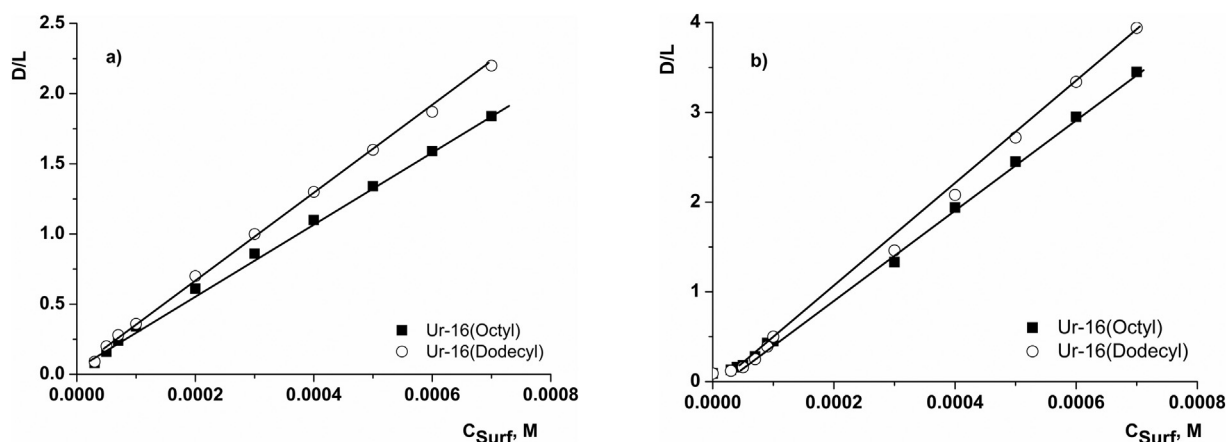 a)
D/L
2.5
2.0
1.5
1.0
0.5
0.0
0.0000 0.0002 0.0004 0.0006 0.0008
Ur-16(Octyl)
Ur-16(Dodecyl)
CSurf, M
b)
D/L
4
3
2
1
0
0.0000 0.0002 0.0004 0.0006 0.0008
Ur-16(Octyl)
Ur-16(Dodecyl)
CSurf, M